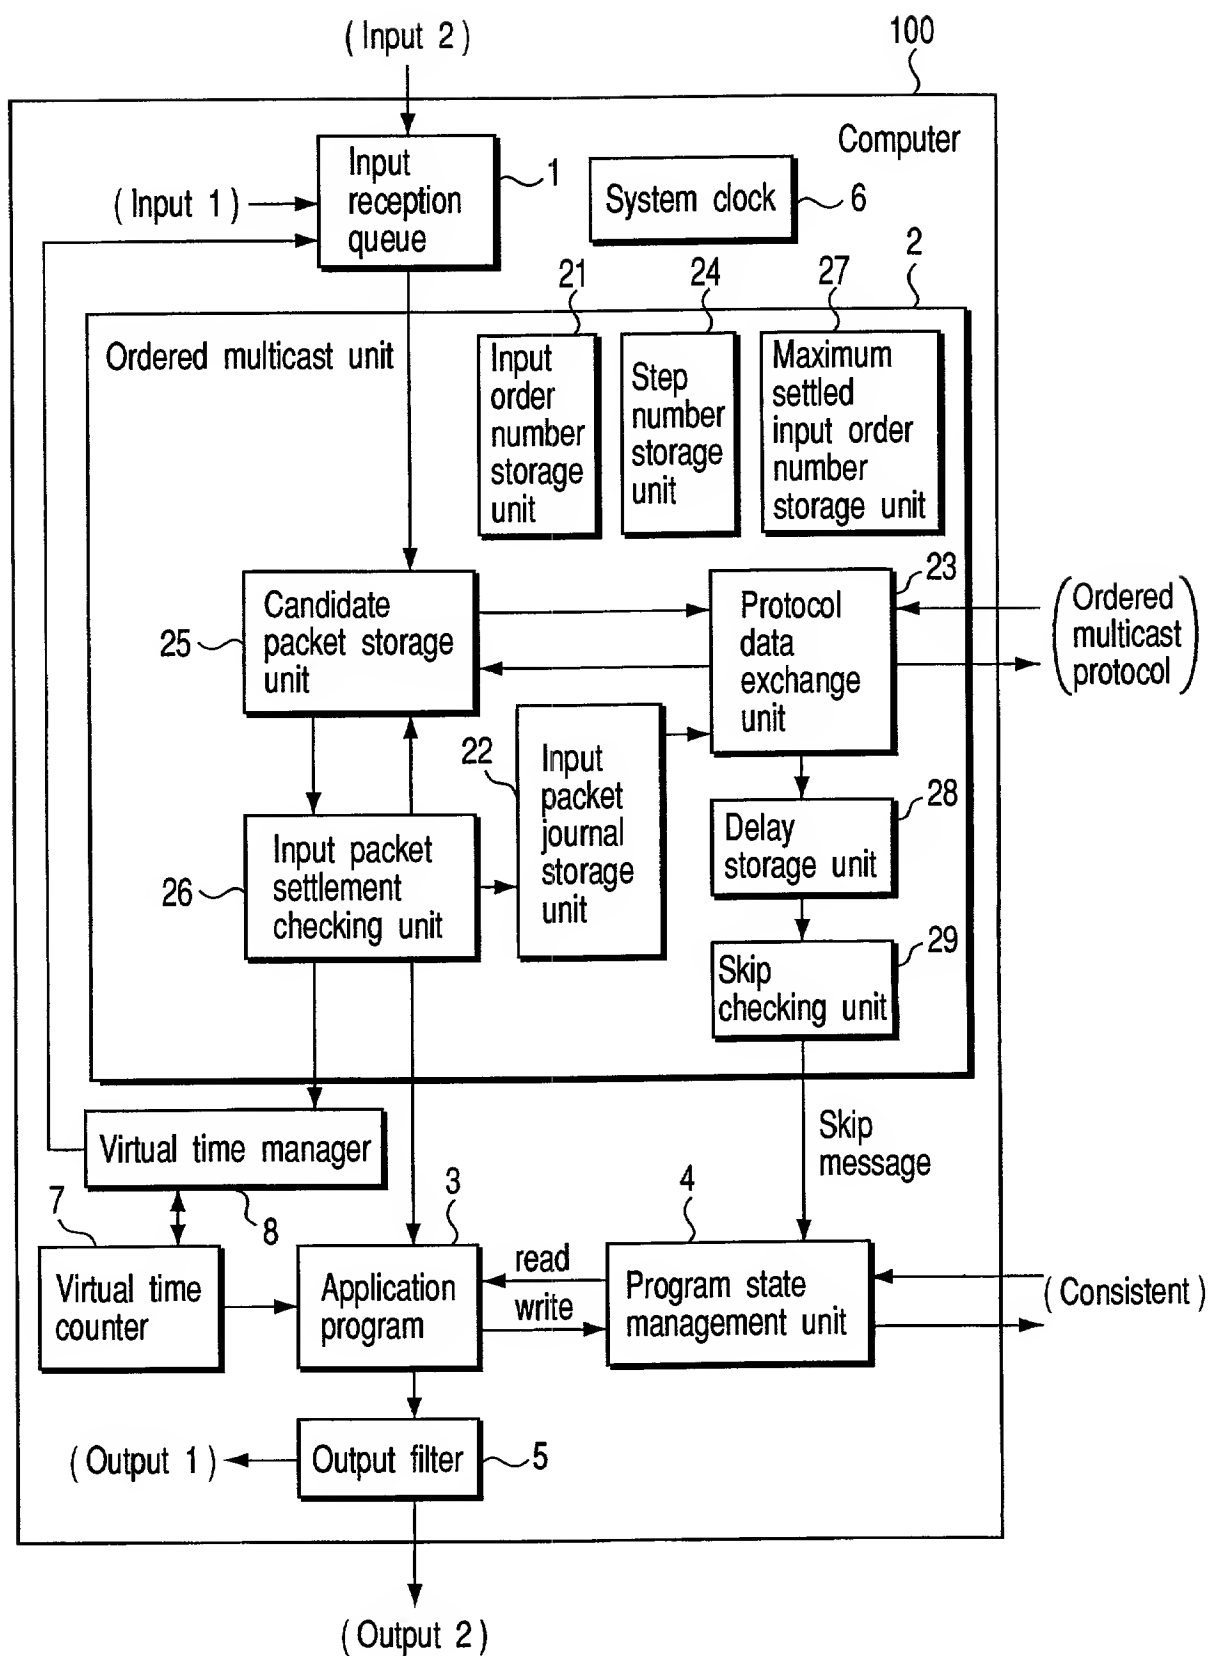 ( Input 2 )
100
Computer
Input
reception
queue
1
( Input 1 )
System clock
6
2
21
24
27
Ordered multicast unit
Input
order
number
storage
unit
Step
number
storage
unit
Maximum
settled
input order
number
storage unit
Candidate
packet storage
unit
25
Protocol
data
exchange
unit
23
(Ordered
multicast
protocol)
22
Input
packet
journal
storage
unit
Input packet
settlement
checking unit
26
Delay
storage unit
28
Skip
checking unit
29
Skip
message
Virtual time manager
8
7
Virtual time
counter
3
Application
program
read
write
4
Program state
management unit
( Consistent )
Output filter
5
( Output 1 )
( Output 2 )